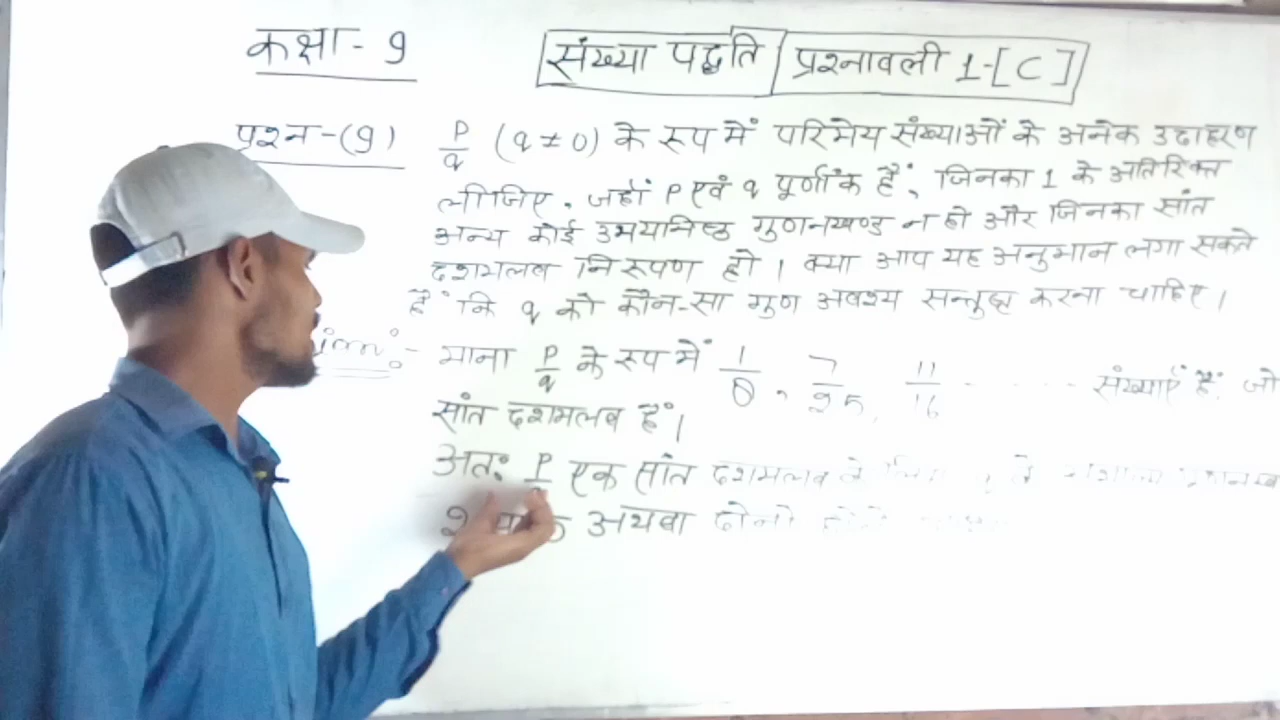 कक्षा - 9
संख्या पद्धति प्रश्नावली 1-[C]
प्रश्न-(9) p/q (q ≠ 0) के रूप में परिमेय संख्याओं के अनेक उदाहरण
लीजिए, जहाँ p एवं q पूर्णांक हैं, जिनका 1 के अतिरिक्त
अन्य कोई उभयनिष्ठ गुणनखण्ड न हो और जिनका सांत
दशमलव निरूपण हो । क्या आप यह अनुमान लगा सकते
हैं कि q को कौन-सा गुण अवश्य सन्तुष्ट करना चाहिए ।
माना p/q के रूप में 1/8, 7/25, 11/16 ...... संख्याएँ हैं, जो
सांत दशमलव हैं ।
अतः p/ एक सांत दशमलव के
2 अथवा दोनो